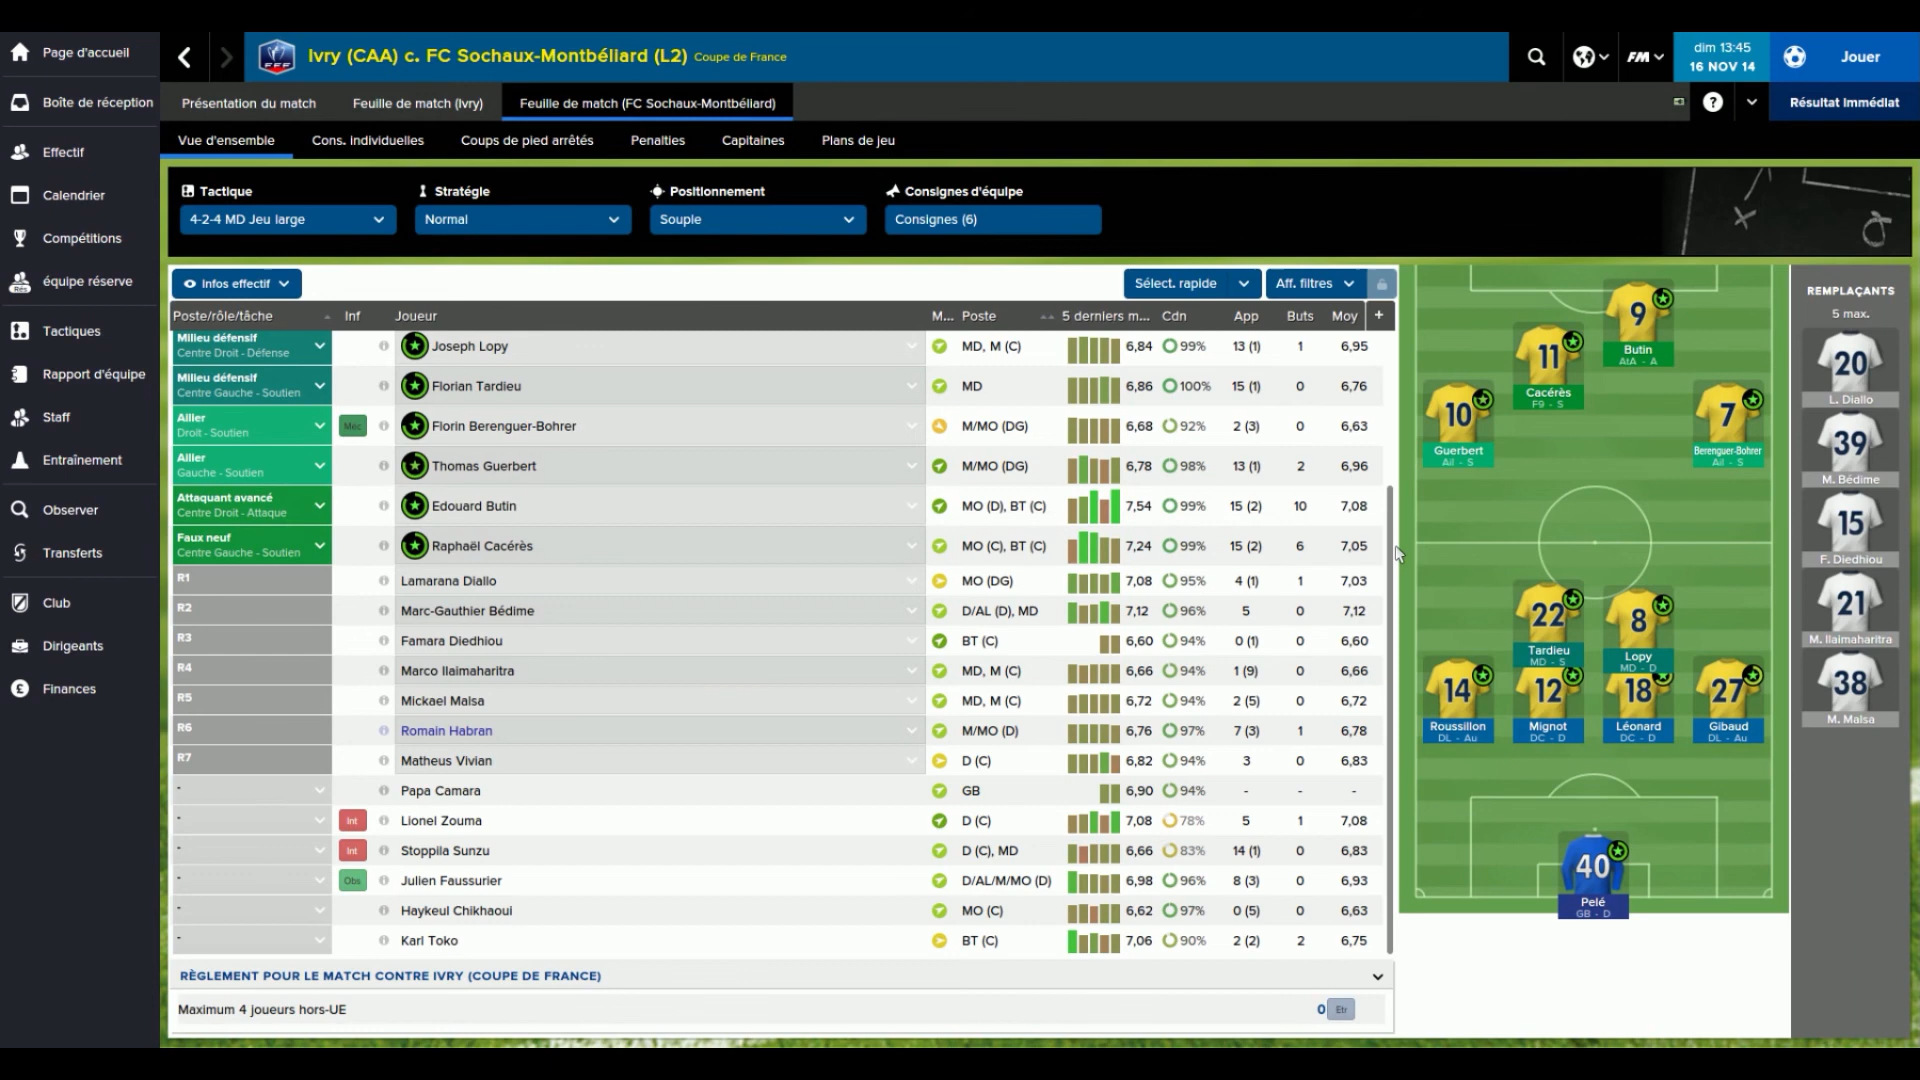 Page d'accueil
Boîte de réception
Effectif
Calendrier
Compétitions
équipe réserve
Tactiques
Rapport d'équipe
Staff
Entraînement
Observer
Transferts
Club
Dirigeants
Finances
Ivry (CAA) c. FC Sochaux-Montbéliard (L2) Coupe de France
FM
dim 13:45
16 NOV 14
Jouer
Présentation du match Feuille de match (Ivry) Feuille de match (FC Sochaux-Montbéliard)
?
Résultat Immédiat
Vue d'ensemble Cons. individuelles Coups de pied arrêtés Penalties Capitaines Plans de jeu
Tactique Stratégie Positionnement Consignes d'équipe
4-2-4 MD Jeu large Normal Souple Consignes (6)
Infos effectif Sélect. rapide Aff. filtres
Poste/rôle/tâche Inf Joueur M... Poste 5 derniers m... Cdn App Buts Moy +
Milieu défensif
Centre Droit - Défense
Joseph Lopy MD, M (C) 6,84 99% 13 (1) 1 6,95
Milieu défensif
Centre Gauche - Soutien
Florian Tardieu MD 6,86 100% 15 (1) 0 6,76
Ailier
Droit - Soutien
Mec Florin Berenguer-Bohrer M/MO (DG) 6,68 92% 2 (3) 0 6,63
Ailier
Gauche - Soutien
Thomas Guerbert M/MO (DG) 6,78 98% 13 (1) 2 6,96
Attaquant avancé
Centre Droit - Attaque
Edouard Butin MO (D), BT (C) 7,54 99% 15 (2) 10 7,08
Faux neuf
Centre Gauche - Soutien
Raphaël Cacérès MO (C), BT (C) 7,24 99% 15 (2) 6 7,05
R1 Lamarana Diallo MO (DG) 7,08 95% 4 (1) 1 7,03
R2 Marc-Gauthier Bédime D/AL (D), MD 7,12 96% 5 0 7,12
R3 Famara Diedhiou BT (C) 6,60 94% 0 (1) 0 6,60
R4 Marco Ilaimaharitra MD, M (C) 6,66 94% 1 (9) 0 6,66
R5 Mickael Malsa MD, M (C) 6,72 94% 2 (5) 0 6,72
R6 Romain Habran M/MO (D) 6,76 97% 7 (3) 1 6,78
R7 Matheus Vivian D (C) 6,82 94% 3 0 6,83
- Papa Camara GB 6,90 94% - - -
- Int Lionel Zouma D (C) 7,08 78% 5 1 7,08
- Int Stoppila Sunzu D (C), MD 6,66 83% 14 (1) 0 6,83
- Obs Julien Faussurier D/AL/M/MO (D) 6,98 96% 8 (3) 0 6,93
- Haykeul Chikhaoui MO (C) 6,62 97% 0 (5) 0 6,63
- Karl Toko BT (C) 7,06 90% 2 (2) 2 6,75
RÈGLEMENT POUR LE MATCH CONTRE IVRY (COUPE DE FRANCE)
Maximum 4 joueurs hors-UE 0 Etr
9
Butin
AtA - A
11
Cacérès
F9 - S
10
Guerbert
Ail - S
7
Berenguer-Bohrer
Ail - S
22
Tardieu
MD - S
8
Lopy
MD - D
14
Roussillon
DL - Au
12
Mignot
DC - D
18
Léonard
DC - D
27
Gibaud
DL - Au
40
Pelé
GB - D
REMPLAÇANTS
5 max.
20
L. Diallo
39
M. Bédime
15
F. Diedhiou
21
M. Ilaimaharitra
38
M. Malsa